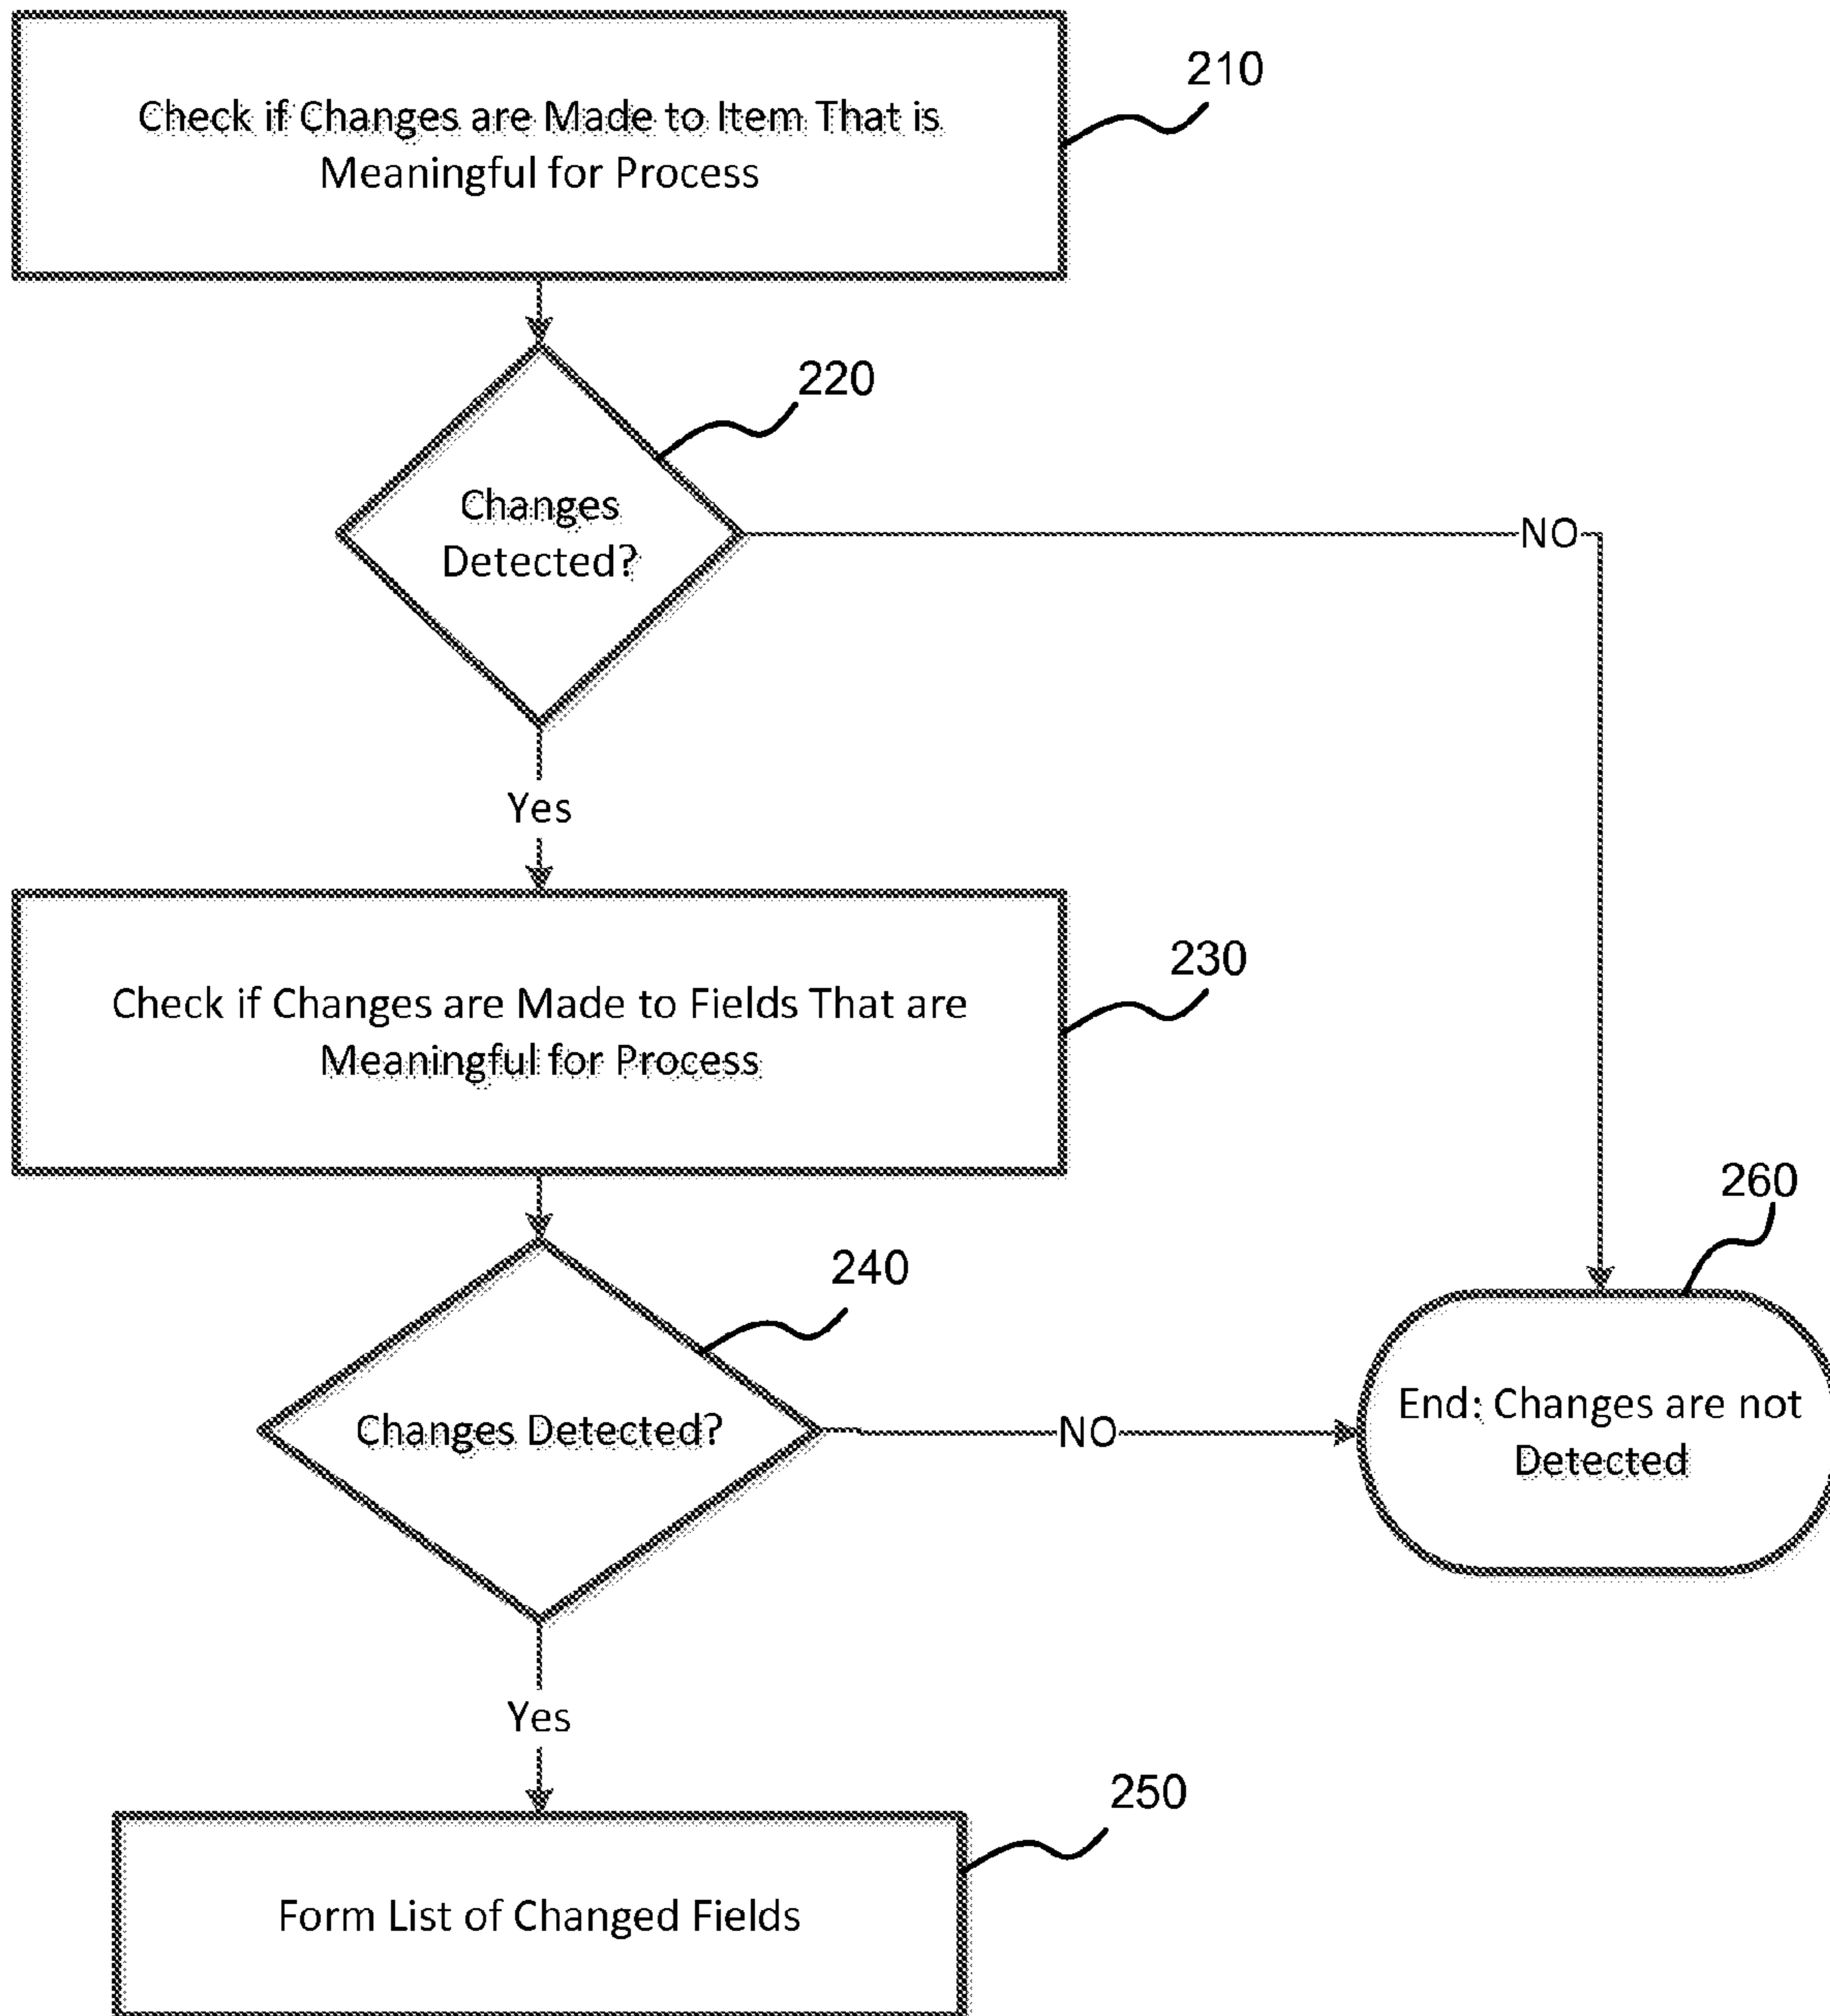 210
Check if Changes are Made to Item That is
Meaningful for Process
220
Changes
Detected?
NO
Yes
230
Check if Changes are Made to Fields That are
Meaningful for Process
260
240
Changes Detected?
NO
End: Changes are not
Detected
Yes
250
Form List of Changed Fields